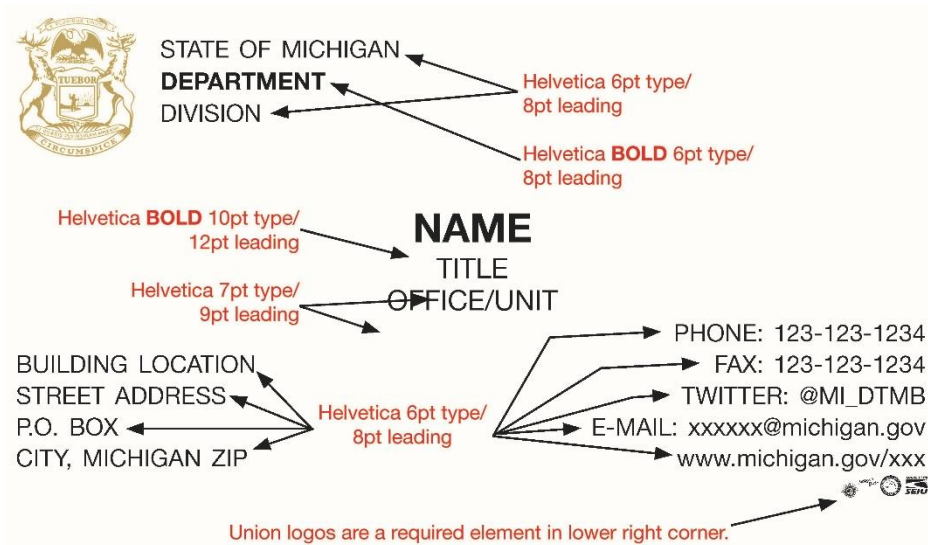 TUEBOR
CIRCUMSPICE
STATE OF MICHIGAN
DEPARTMENT
DIVISION
Helvetica 6pt type/
8pt leading
Helvetica BOLD 6pt type/
8pt leading
Helvetica BOLD 10pt type/
12pt leading
NAME
TITLE
OFFICE/UNIT
Helvetica 7pt type/
9pt leading
BUILDING LOCATION
STREET ADDRESS
P.O. BOX
CITY, MICHIGAN ZIP
Helvetica 6pt type/
8pt leading
PHONE: 123-123-1234
FAX: 123-123-1234
TWITTER: @MI_DTMB
E-MAIL: xxxxxx@michigan.gov
www.michigan.gov/xxx
SEIU
Union logos are a required element in lower right corner.